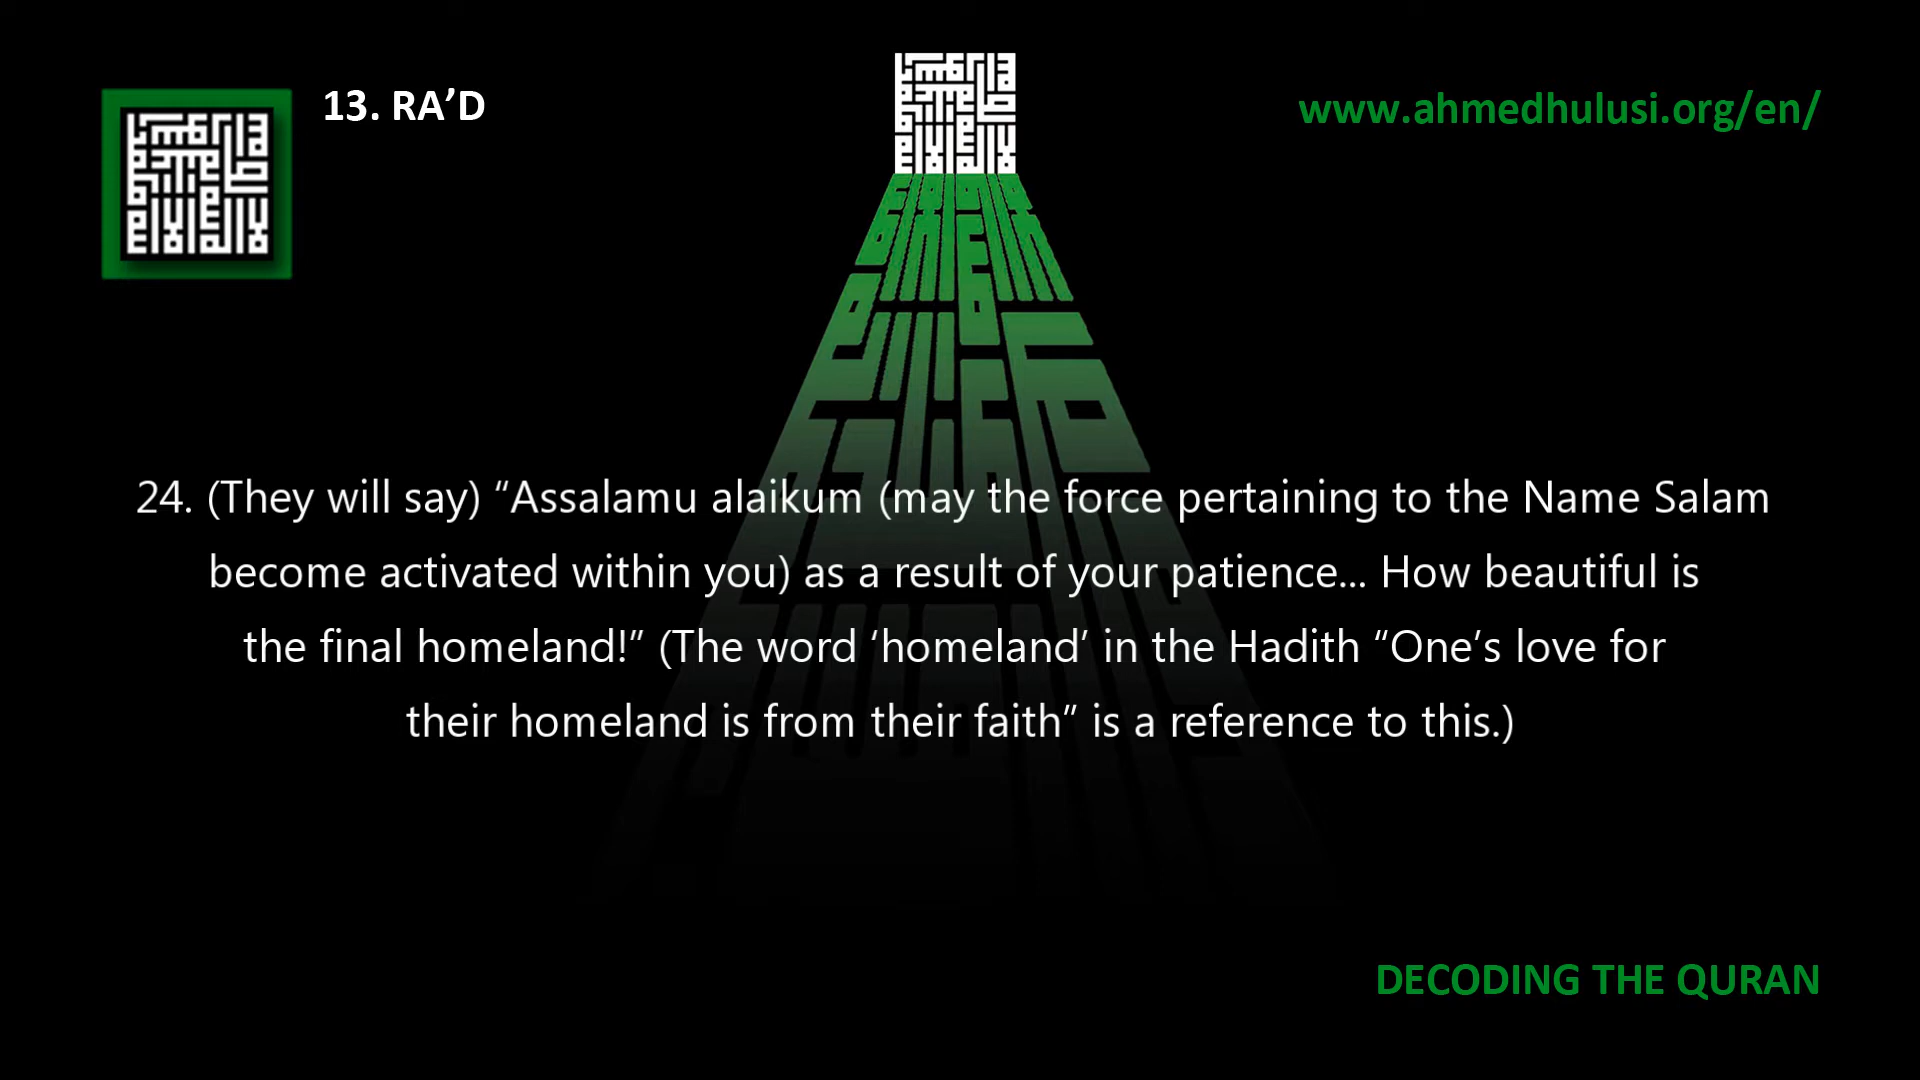 13. RA’D
www.ahmedhulusi.org/en/
24. (They will say) “Assalamu alaikum (may the force pertaining to the Name Salam
become activated within you) as a result of your patience... How beautiful is
the final homeland!” (The word ‘homeland’ in the Hadith “One’s love for
their homeland is from their faith” is a reference to this.)
DECODING THE QURAN